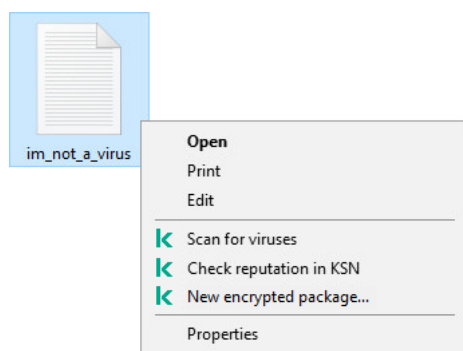 im_not_a_virus
Open
Print
Edit
Scan for viruses
Check reputation in KSN
New encrypted package...
Properties